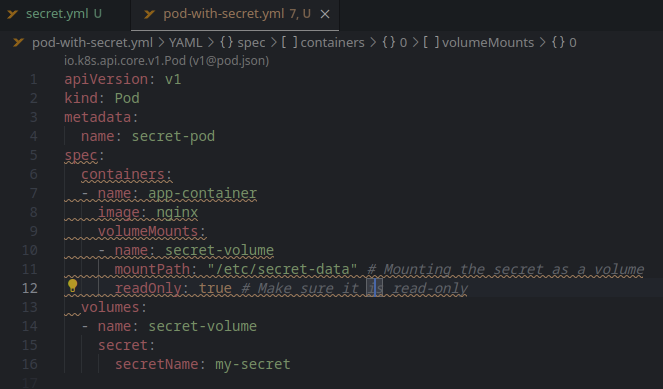 secret.yml U pod-with-secret.yml 7, U
pod-with-secret.yml > YAML > {} spec > [ ] containers > {} 0 > [ ] volumeMounts > {} 0
io.k8s.api.core.v1.Pod (v1@pod.json)
1 apiVersion: v1
2 kind: Pod
3 metadata:
4   name: secret-pod
5 spec:
6   containers:
7   - name: app-container
8     image: nginx
9     volumeMounts:
10     - name: secret-volume
11       mountPath: "/etc/secret-data" # Mounting the secret as a volume
12       readOnly: true # Make sure it is read-only
13   volumes:
14   - name: secret-volume
15     secret:
16       secretName: my-secret
17